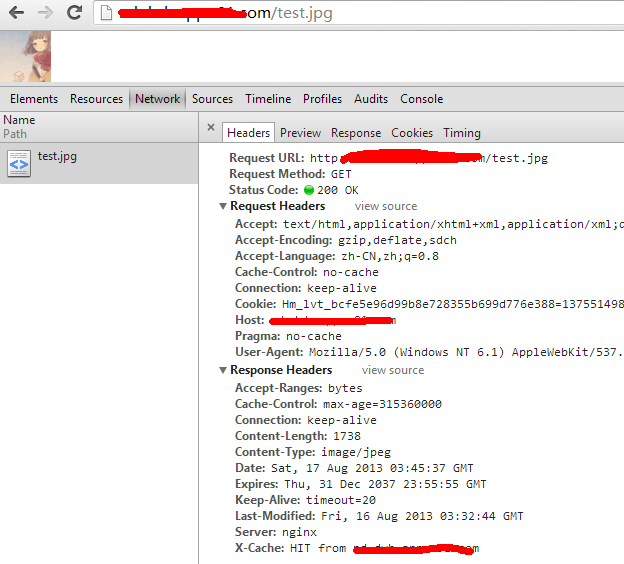 om/test.jpg
Elements Resources Network Sources Timeline Profiles Audits Console
Name
Path
× Headers Preview Response Cookies Timing
test.jpg
Request URL: http /test.jpg
Request Method: GET
Status Code: 200 OK
Request Headers view source
Accept: text/html,application/xhtml+xml,application/xml;
Accept-Encoding: gzip,deflate,sdch
Accept-Language: zh-CN,zh;q=0.8
Cache-Control: no-cache
Connection: keep-alive
Cookie: Hm_lvt_bcfe5e96d99b8e728355b699d776e388=137551498
Host:
Pragma: no-cache
User-Agent: Mozilla/5.0 (Windows NT 6.1) AppleWebKit/537.
Response Headers view source
Accept-Ranges: bytes
Cache-Control: max-age=315360000
Connection: keep-alive
Content-Length: 1738
Content-Type: image/jpeg
Date: Sat, 17 Aug 2013 03:45:37 GMT
Expires: Thu, 31 Dec 2037 23:55:55 GMT
Keep-Alive: timeout=20
Last-Modified: Fri, 16 Aug 2013 03:32:44 GMT
Server: nginx
X-Cache: HIT from